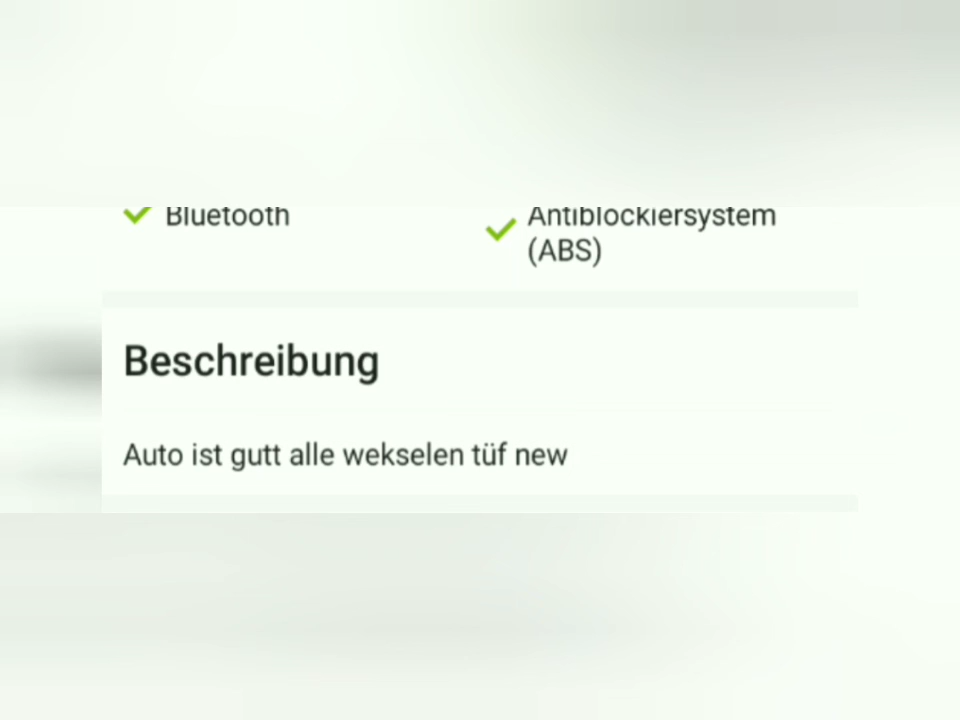 Bluetooth
Antiblockiersystem
(ABS)
Beschreibung
Auto ist gutt alle wekselen tüf new